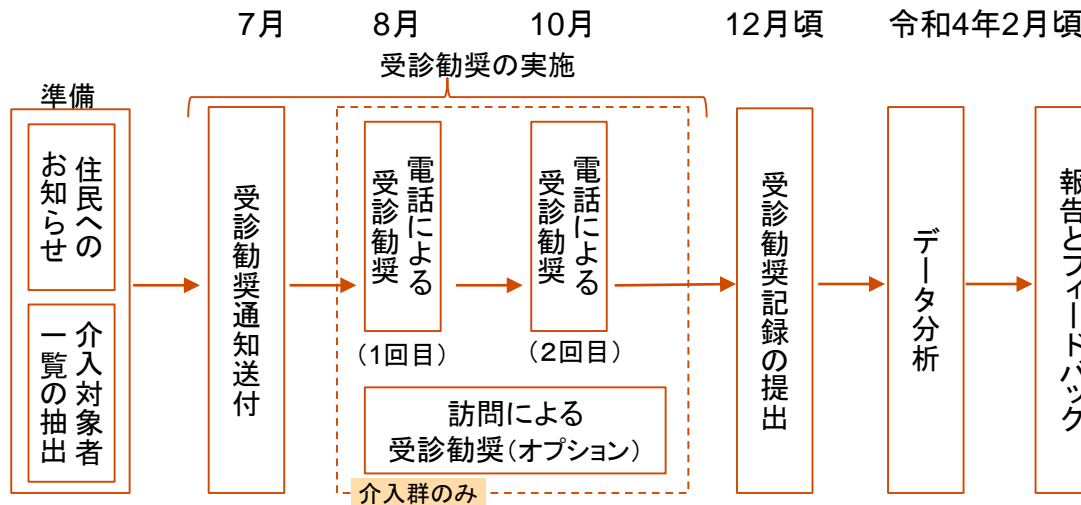 7月
8月
10月
12月頃
令和4年2月頃
受診勧奨の実施
準備
住民への
お知らせ
介入対象者
一覧の抽出
受診勧奨通知送付
電話による
受診勧奨
(1回目)
電話による
受診勧奨
(2回目)
訪問による
受診勧奨(オプション)
介入群のみ
受診勧奨記録の提出
データ分析
報告とフィードバック